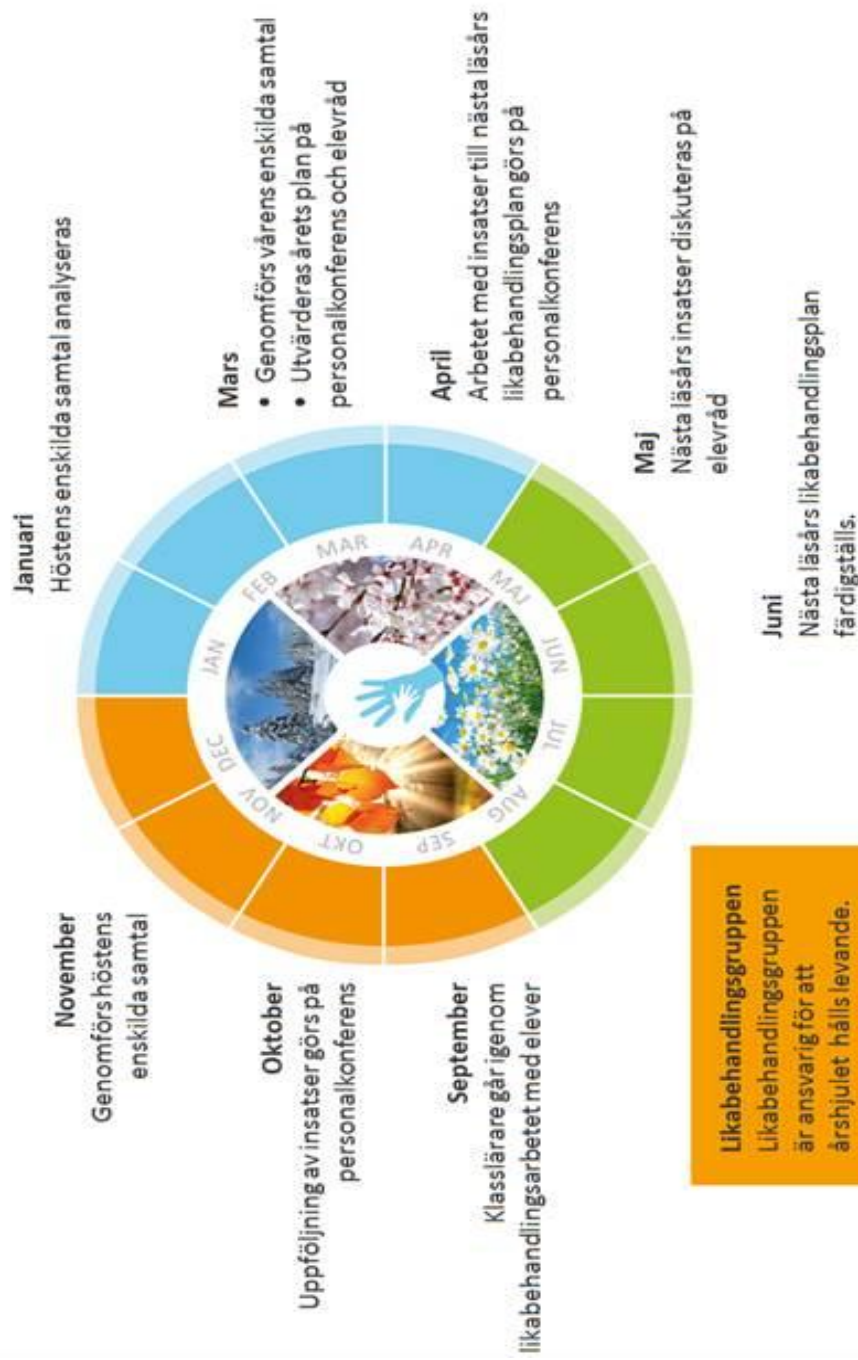 Januari
Höstens enskilda samtal analyseras
Mars
• Genomförs vårens enskilda samtal
• Utvärderas årets plan på
personalkonferens och elevråd
April
Arbetet med insatser till nästa läsårs
likabehandlingsplan görs på
personalkonferens
Maj
Nästa läsårs insatser diskuteras på
elevråd
Juni
Nästa läsårs likabehandlingsplan
färdigställs.
September
Klasslärare går igenom
likabehandlingsarbetet med elever
Oktober
Uppföljning av insatser görs på
personalkonferens
November
Genomförs höstens
enskilda samtal
JAN
FEB
MAR
APR
MAJ
JUN
JUL
AUG
SEP
OKT
NOV
DEC
Likabehandlingsgruppen
Likabehandlingsgruppen
är ansvarig för att
årshjulet hålls levande.